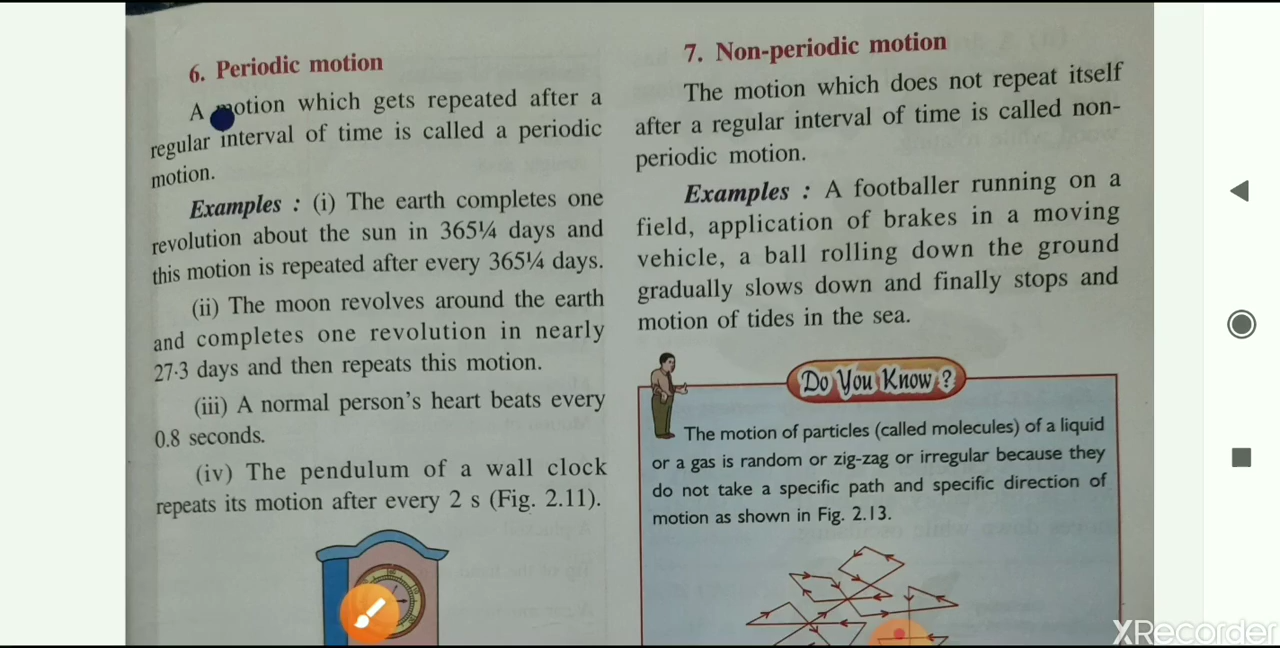 6. Periodic motion
A motion which gets repeated after a
regular interval of time is called a periodic
motion.
Examples : (i) The earth completes one
revolution about the sun in 365¼ days and
this motion is repeated after every 365¼ days.
(ii) The moon revolves around the earth
and completes one revolution in nearly
27·3 days and then repeats this motion.
(iii) A normal person's heart beats every
0.8 seconds.
(iv) The pendulum of a wall clock
repeats its motion after every 2 s (Fig. 2.11).
7. Non-periodic motion
The motion which does not repeat itself
after a regular interval of time is called non-
periodic motion.
Examples : A footballer running on a
field, application of brakes in a moving
vehicle, a ball rolling down the ground
gradually slows down and finally stops and
motion of tides in the sea.
Do You Know ?
The motion of particles (called molecules) of a liquid
or a gas is random or zig-zag or irregular because they
do not take a specific path and specific direction of
motion as shown in Fig. 2.13.
XRecorder